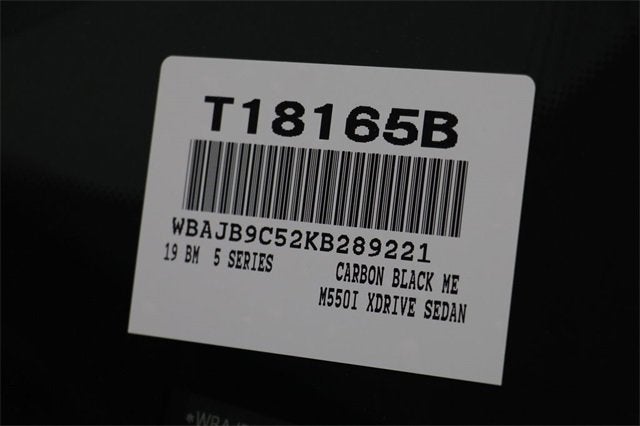 T18165B
WBAJB9C52KB289221
19 BM 5 SERIES
CARBON BLACK ME
M550I XDRIVE SEDAN